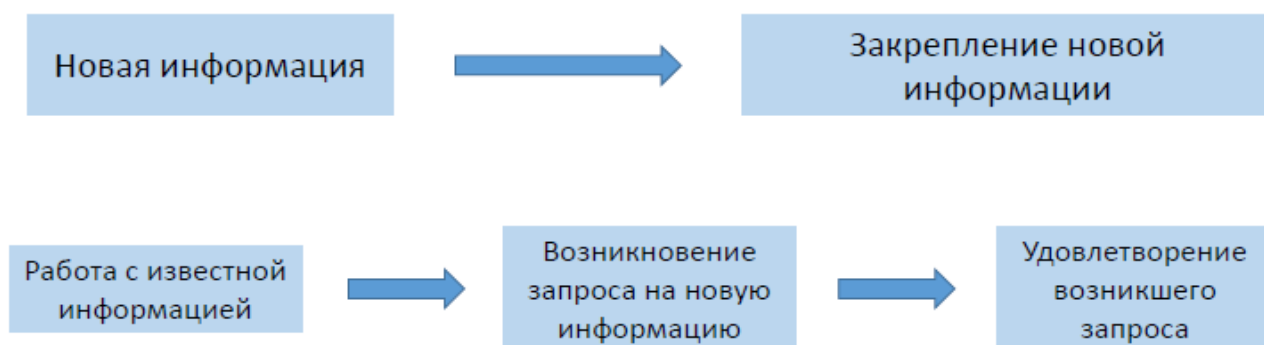 Новая информация
Закрепление новой
информации
Работа с известной
информацией
Возникновение
запроса на новую
информацию
Удовлетворение
возникшего
запроса